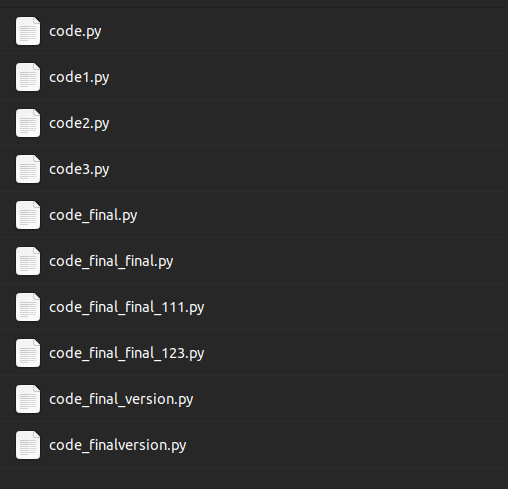 code.py
code1.py
code2.py
code3.py
code_final.py
code_final_final.py
code_final_final_111.py
code_final_final_123.py
code_final_version.py
code_finalversion.py